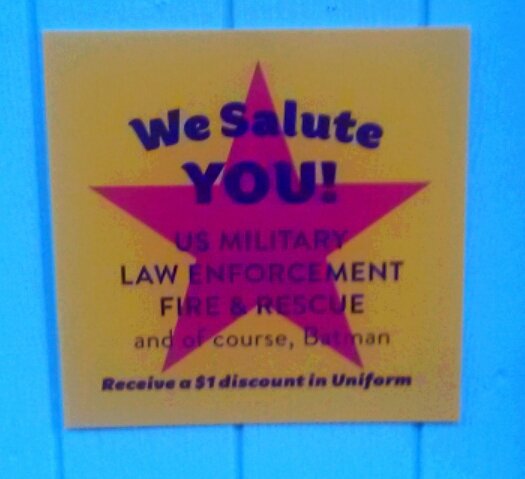 We Salute
YOU!
US MILITARY
LAW ENFORCEMENT
FIRE & RESCUE
and of course, Batman
Receive a $1 discount in Uniform